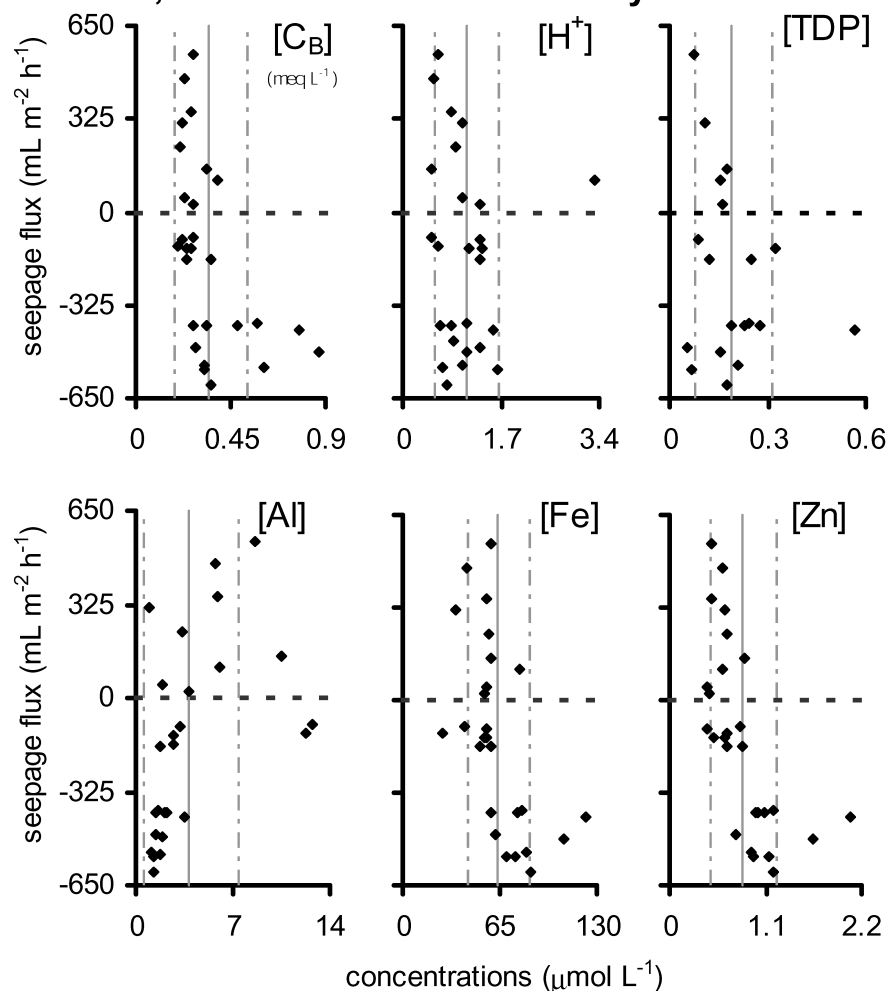 650
[C_B]
(meq L⁻¹)
[H⁺]
[TDP]
325
0
-325
-650
seepage flux (mL m⁻² h⁻¹)
0 0.45 0.9
0 1.7 3.4
0 0.3 0.6
650
[Al]
[Fe]
[Zn]
325
0
-325
-650
seepage flux (mL m⁻² h⁻¹)
0 7 14
0 65 130
0 1.1 2.2
concentrations (μmol L⁻¹)